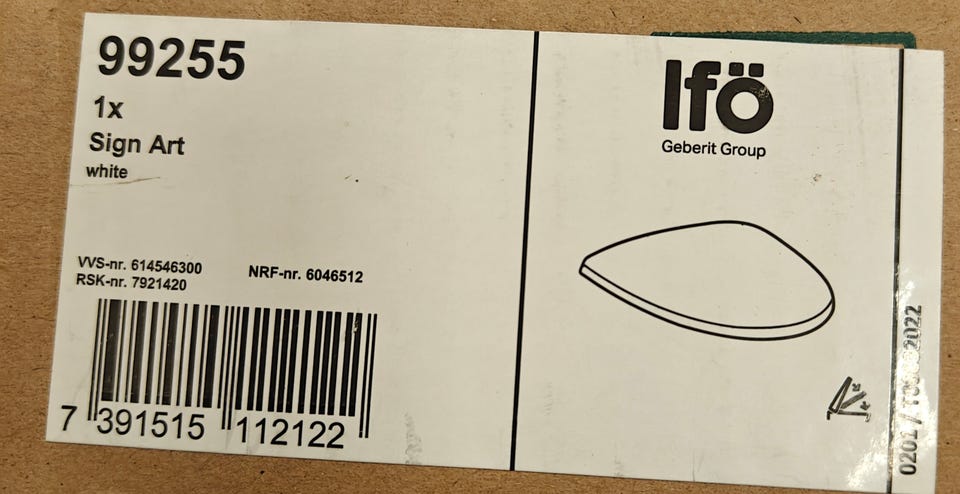 99255
1x
Sign Art
white
VVS-nr. 614546300
RSK-nr. 7921420
NRF-nr. 6046512
7 391515 112122
Ifö
Geberit Group
0201 /